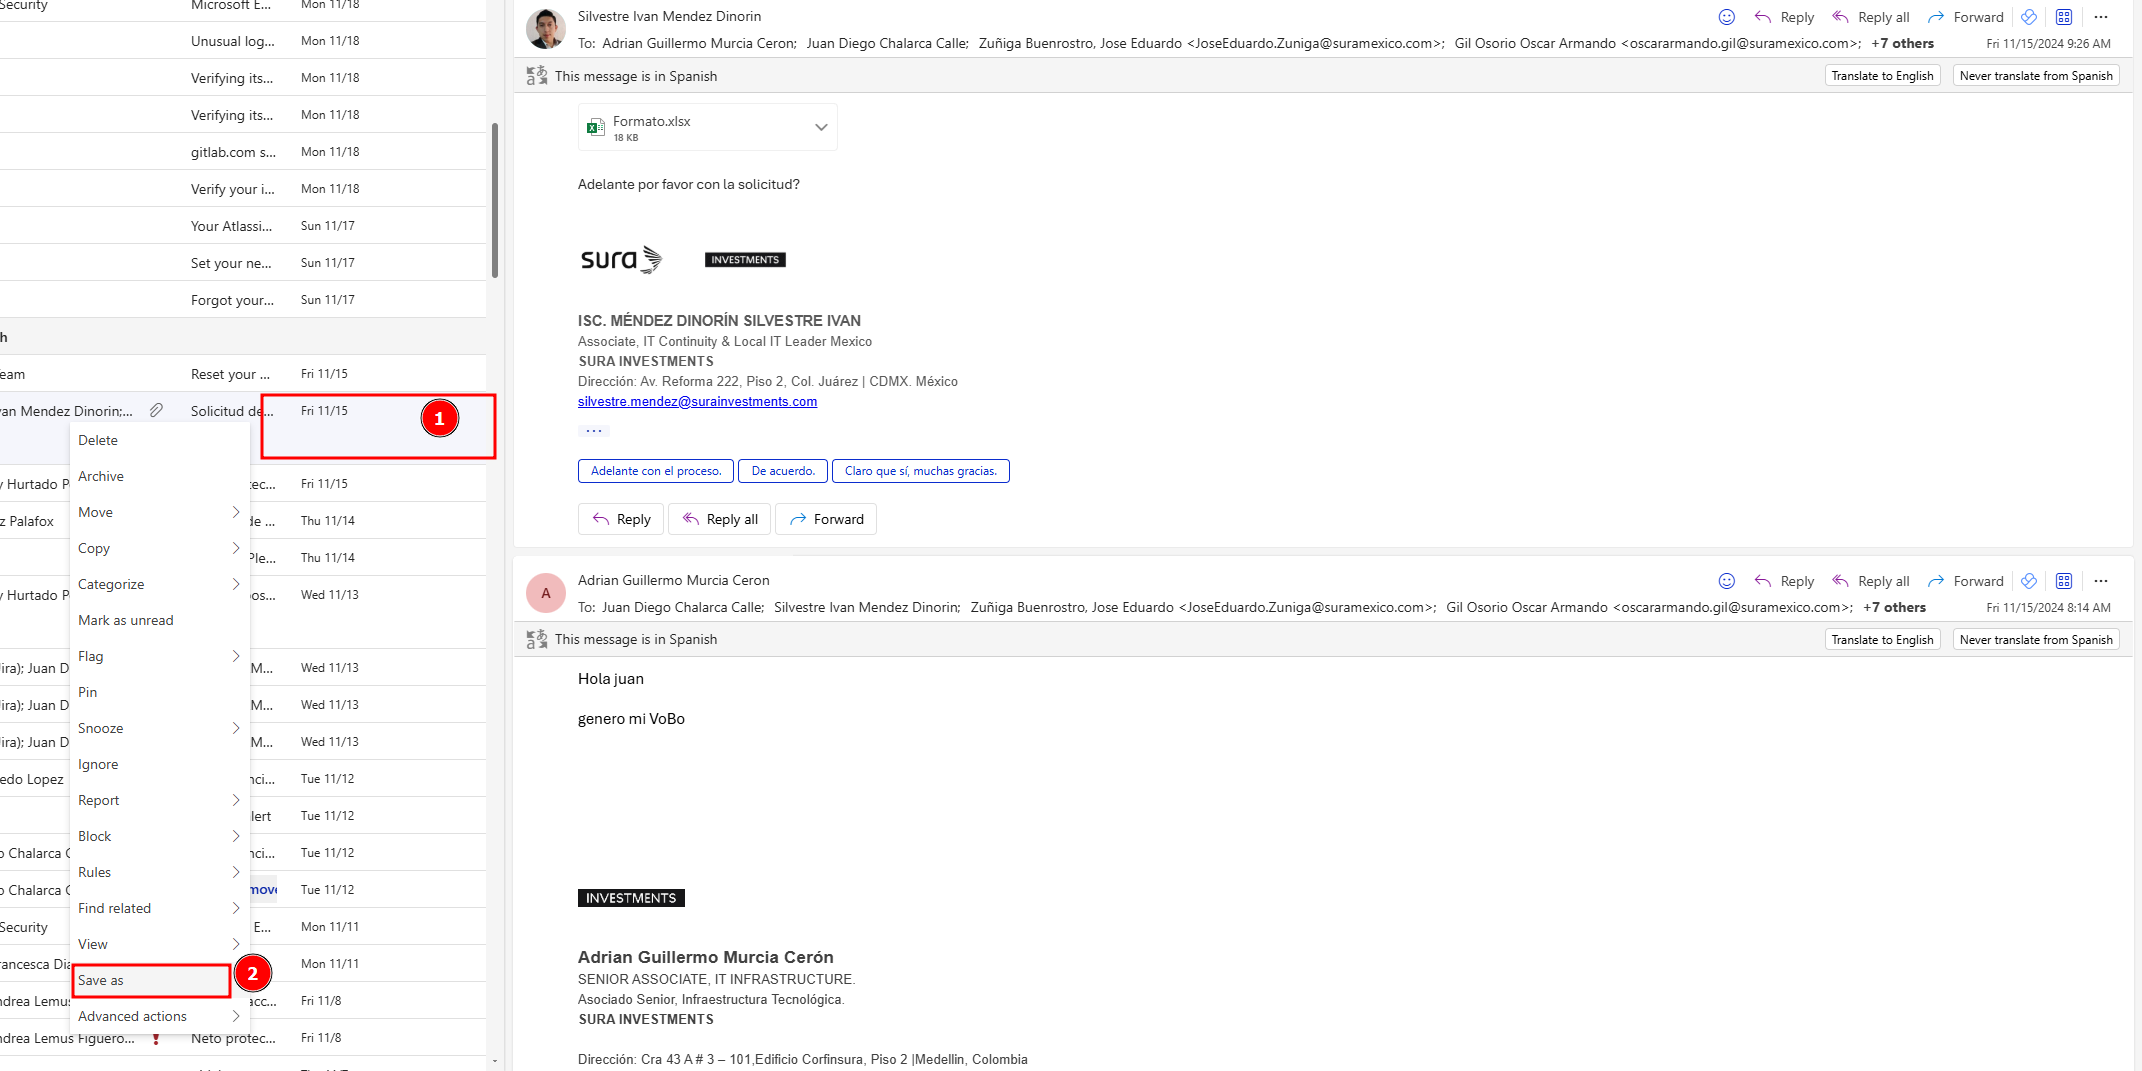 Security Microsoft E... Mon 11/18
Unusual log... Mon 11/18
Verifying its... Mon 11/18
Verifying its... Mon 11/18
gitlab.com s... Mon 11/18
Verify your i... Mon 11/18
Your Atlassi... Sun 11/17
Set your ne... Sun 11/17
Forgot your... Sun 11/17
h
eam Reset your ... Fri 11/15
van Mendez Dinorin;... Solicitud de... Fri 11/15
1
Delete
Archive
y Hurtado P tec... Fri 11/15
Move
z Palafox de ... Thu 11/14
Copy
Ple... Thu 11/14
Categorize
y Hurtado P os... Wed 11/13
Mark as unread
Flag
ira); Juan D M... Wed 11/13
Pin
ira); Juan D M... Wed 11/13
Snooze
ira); Juan D M... Wed 11/13
Ignore
edo Lopez nci... Tue 11/12
Report
lert Tue 11/12
Block
o Chalarca C nci... Tue 11/12
Rules
o Chalarca C move Tue 11/12
Find related
Security E... Mon 11/11
View
rancesca Dia Mon 11/11
Save as
2
ndrea Lemus acc... Fri 11/8
Advanced actions
ndrea Lemus Figuero... ! Neto protec... Fri 11/8
Silvestre Ivan Mendez Dinorin
Reply Reply all Forward ...
To: Adrian Guillermo Murcia Ceron; Juan Diego Chalarca Calle; Zuñiga Buenrostro, Jose Eduardo <JoseEduardo.Zuniga@suramexico.com>; Gil Osorio Oscar Armando <oscararmando.gil@suramexico.com>; +7 others Fri 11/15/2024 9:26 AM
This message is in Spanish Translate to English Never translate from Spanish
Formato.xlsx
18 KB
Adelante por favor con la solicitud?
sura INVESTMENTS
ISC. MÉNDEZ DINORÍN SILVESTRE IVAN
Associate, IT Continuity & Local IT Leader Mexico
SURA INVESTMENTS
Dirección: Av. Reforma 222, Piso 2, Col. Juárez | CDMX. México
silvestre.mendez@surainvestments.com
...
Adelante con el proceso. De acuerdo. Claro que sí, muchas gracias.
Reply Reply all Forward
Adrian Guillermo Murcia Ceron
Reply Reply all Forward ...
A
To: Juan Diego Chalarca Calle; Silvestre Ivan Mendez Dinorin; Zuñiga Buenrostro, Jose Eduardo <JoseEduardo.Zuniga@suramexico.com>; Gil Osorio Oscar Armando <oscararmando.gil@suramexico.com>; +7 others Fri 11/15/2024 8:14 AM
This message is in Spanish Translate to English Never translate from Spanish
Hola juan
genero mi VoBo
INVESTMENTS
Adrian Guillermo Murcia Cerón
SENIOR ASSOCIATE, IT INFRASTRUCTURE.
Asociado Senior, Infraestructura Tecnológica.
SURA INVESTMENTS
Dirección: Cra 43 A # 3 – 101,Edificio Corfinsura, Piso 2 |Medellin, Colombia